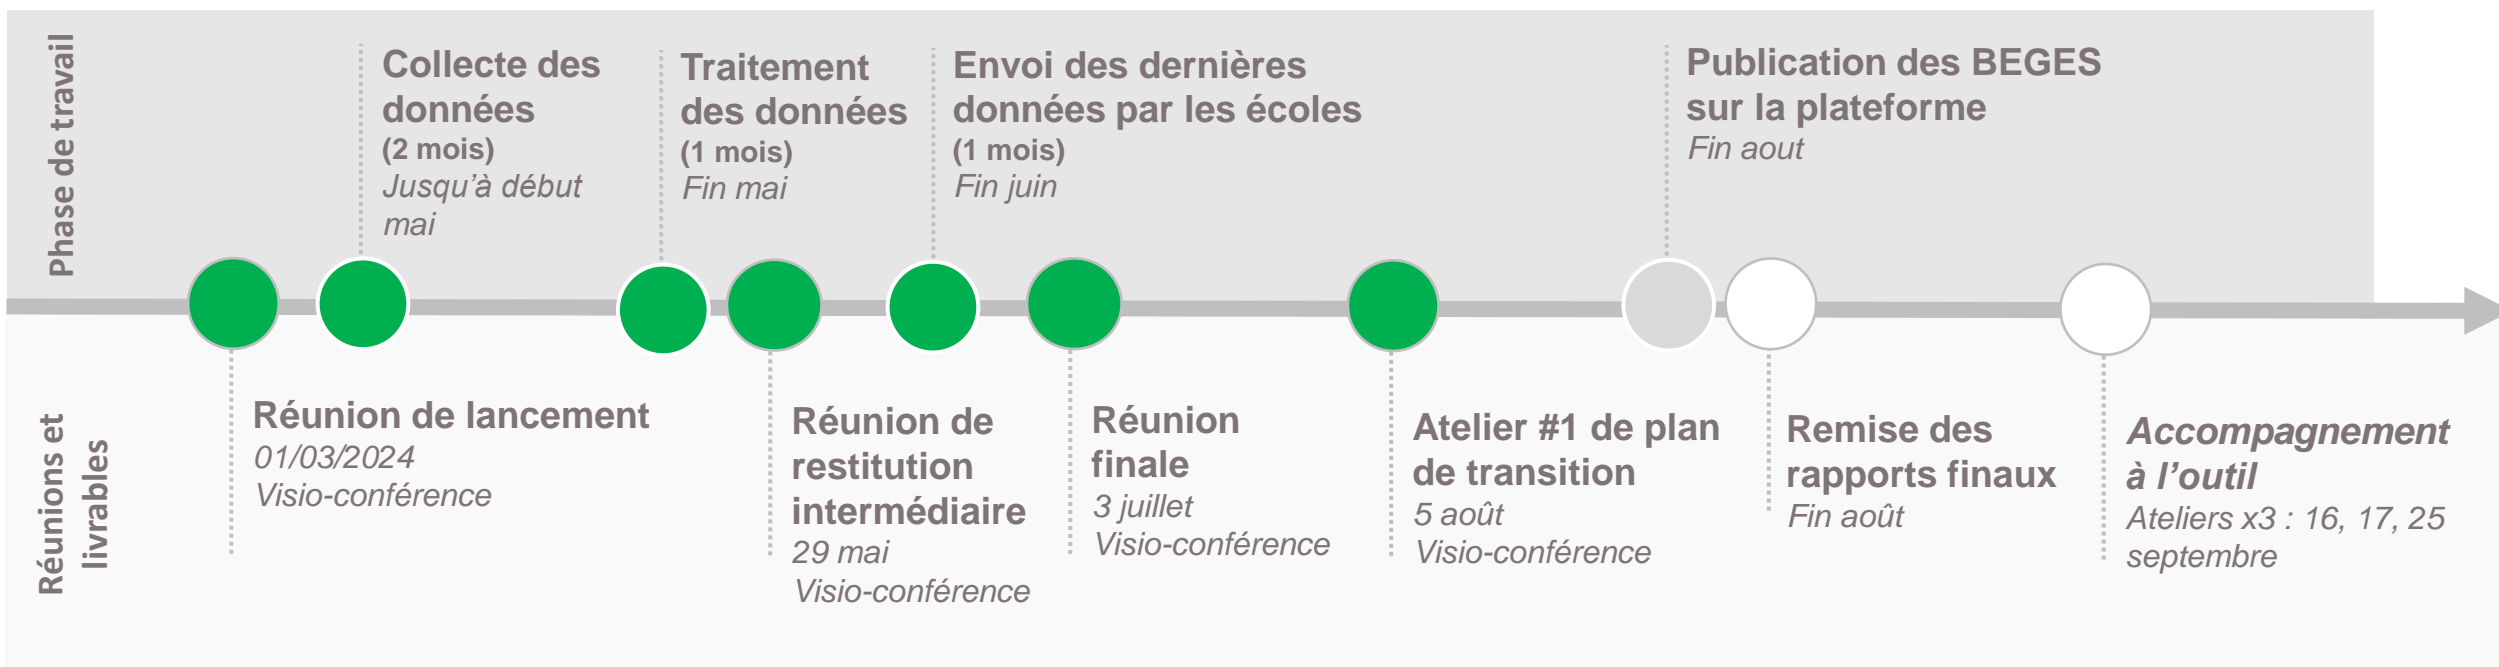 Phase de travail
Collecte des
données
(2 mois)
Jusqu’à début
mai
Traitement
des données
(1 mois)
Fin mai
Envoi des dernières
données par les écoles
(1 mois)
Fin juin
Publication des BEGES
sur la plateforme
Fin aout
Réunions et
livrables
Réunion de lancement
01/03/2024
Visio-conférence
Réunion de
restitution
intermédiaire
29 mai
Visio-conférence
Réunion
finale
3 juillet
Visio-conférence
Atelier #1 de plan
de transition
5 août
Visio-conférence
Remise des
rapports finaux
Fin août
Accompagnement
à l’outil
Ateliers x3 : 16, 17, 25
septembre